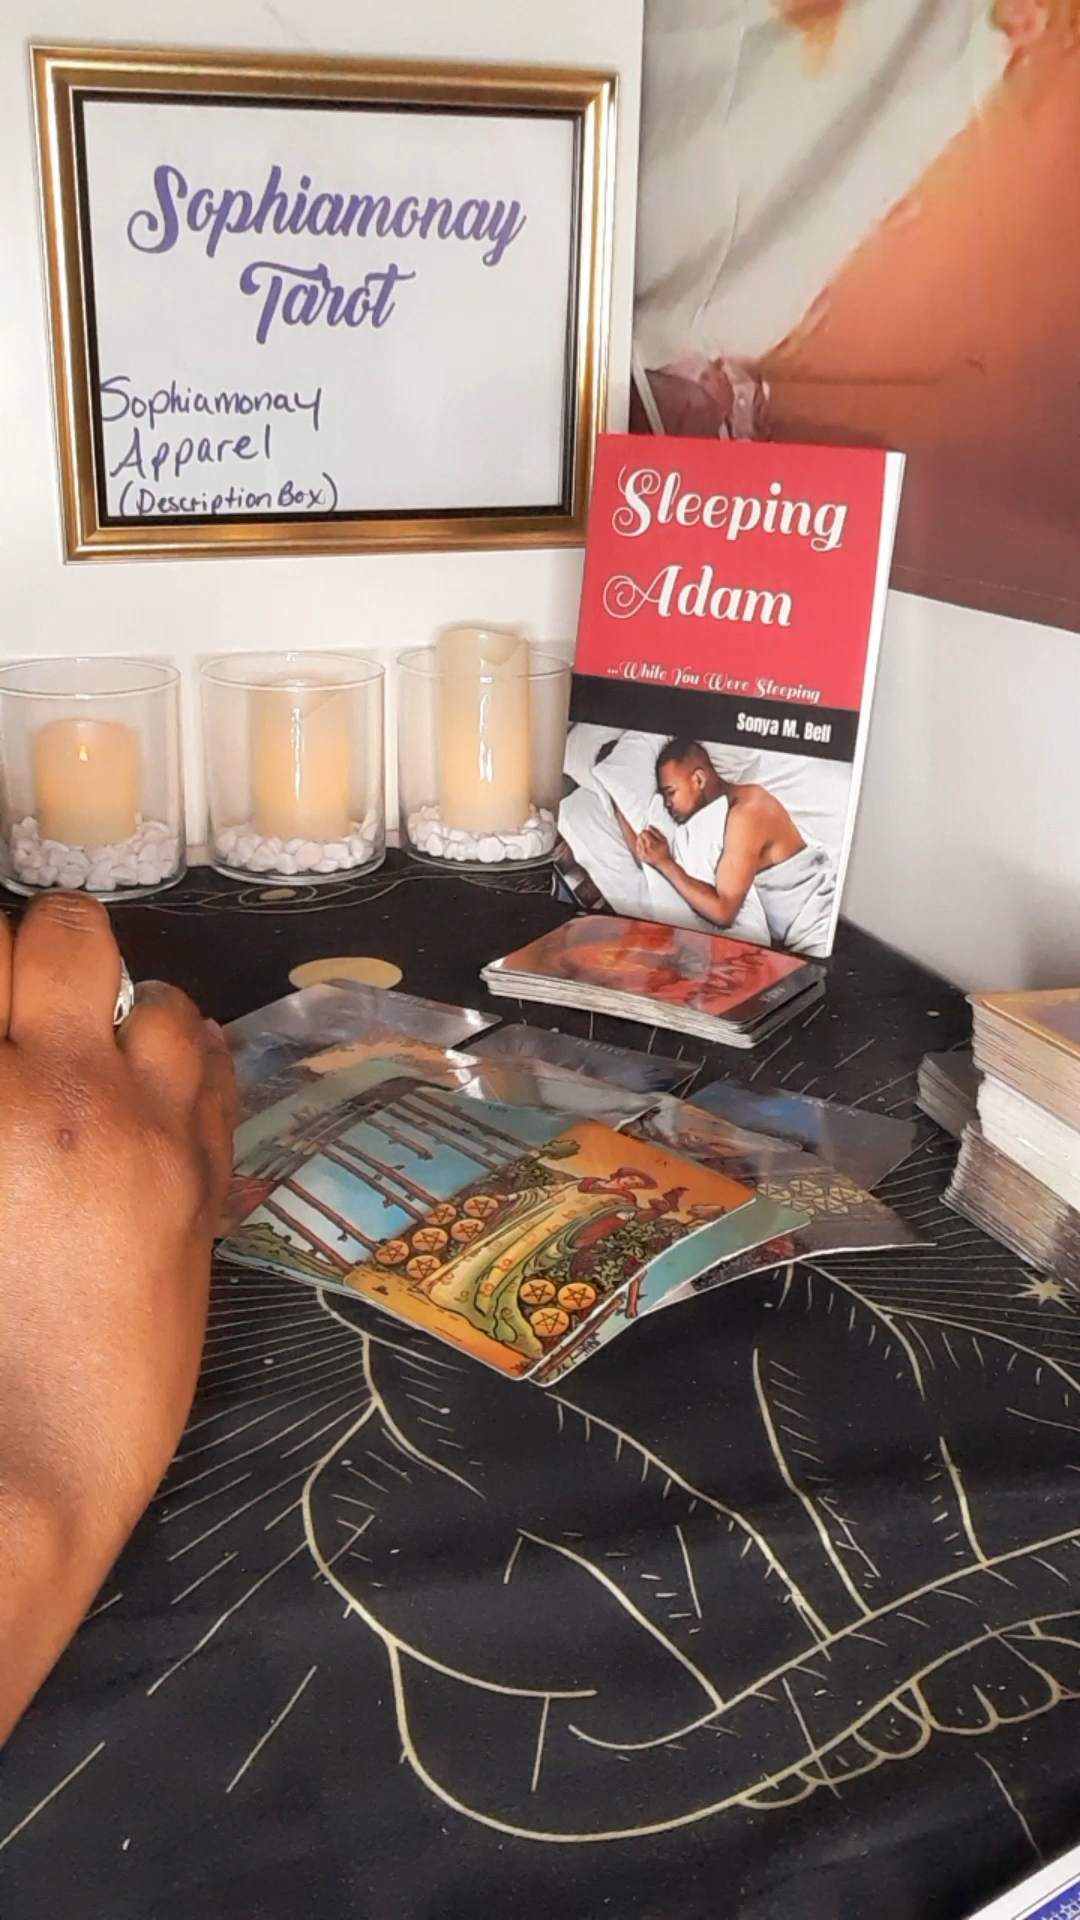 Sophiamonay
Tarot
Sophiamonay
Apparel
(Description Box)
Sleeping
Adam
...While You Were Sleeping
Sonya M. Bell